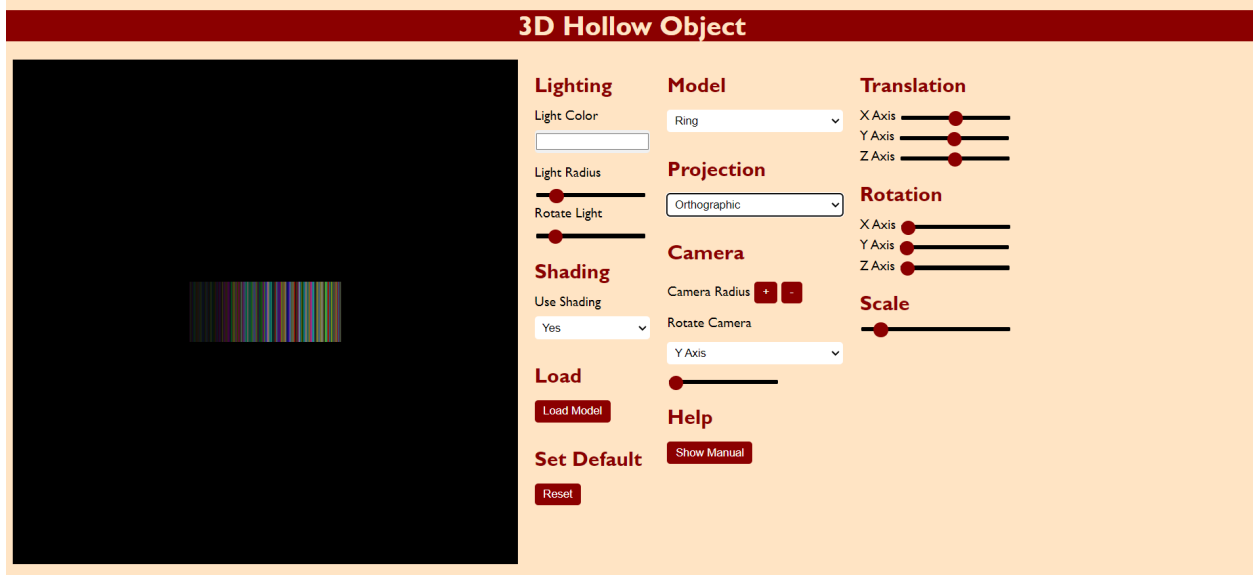 3D Hollow Object
Lighting
Light Color
Light Radius
Rotate Light
Shading
Use Shading
Yes
Load
Load Model
Set Default
Reset
Model
Ring
Projection
Orthographic
Camera
Camera Radius + -
Rotate Camera
Y Axis
Help
Show Manual
Translation
X Axis
Y Axis
Z Axis
Rotation
X Axis
Y Axis
Z Axis
Scale